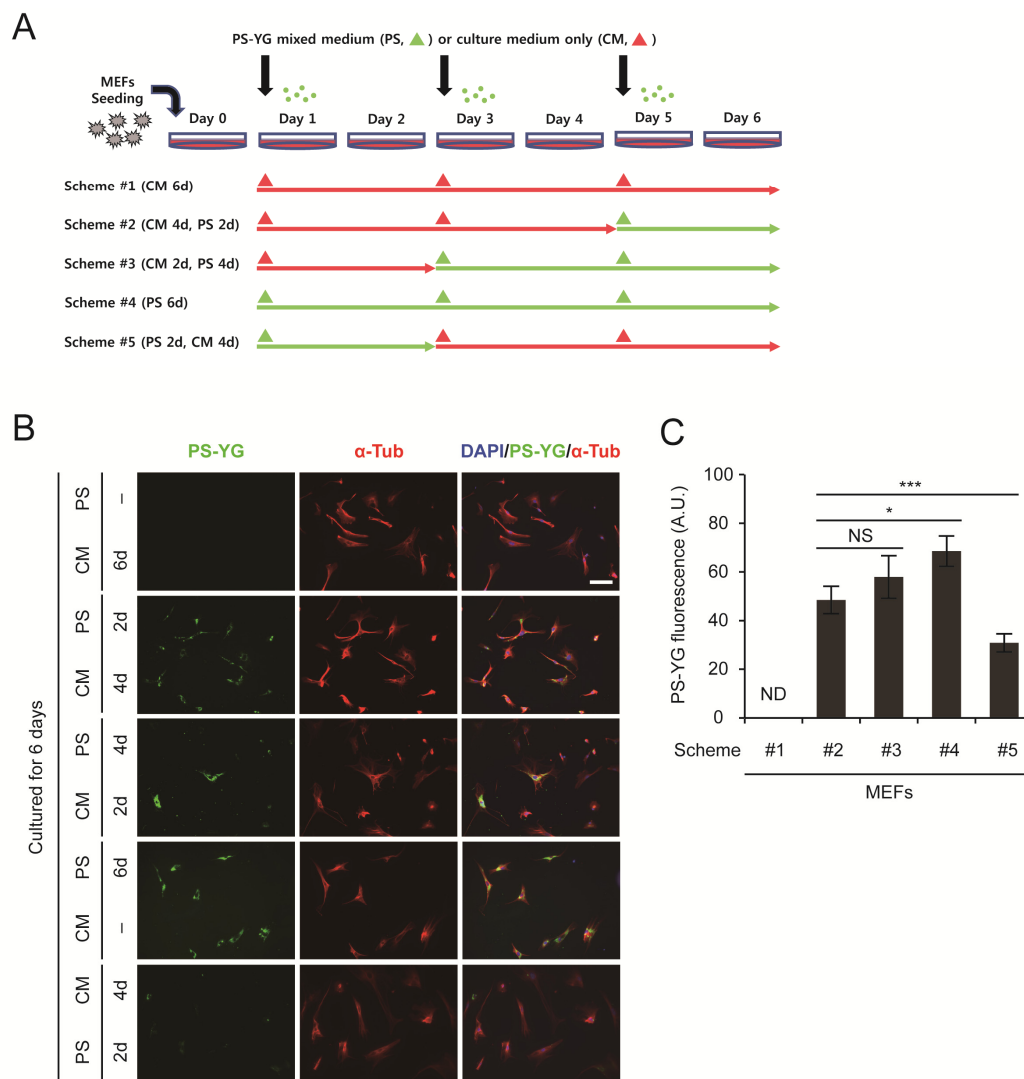 A
PS-YG mixed medium (PS, ) or culture medium only (CM, )
MEFs
Seeding
Day 0
Day 1
Day 2
Day 3
Day 4
Day 5
Day 6
Scheme #1 (CM 6d)
Scheme #2 (CM 4d, PS 2d)
Scheme #3 (CM 2d, PS 4d)
Scheme #4 (PS 6d)
Scheme #5 (PS 2d, CM 4d)
B
PS-YG
α-Tub
DAPI/PS-YG/α-Tub
Cultured for 6 days
PS –
CM 6d
PS 2d
CM 4d
PS 4d
CM 2d
PS 6d
CM –
CM 4d
PS 2d
C
PS-YG fluorescence (A.U.)
100
80
60
40
20
0
***
*
NS
ND
Scheme #1 #2 #3 #4 #5
MEFs